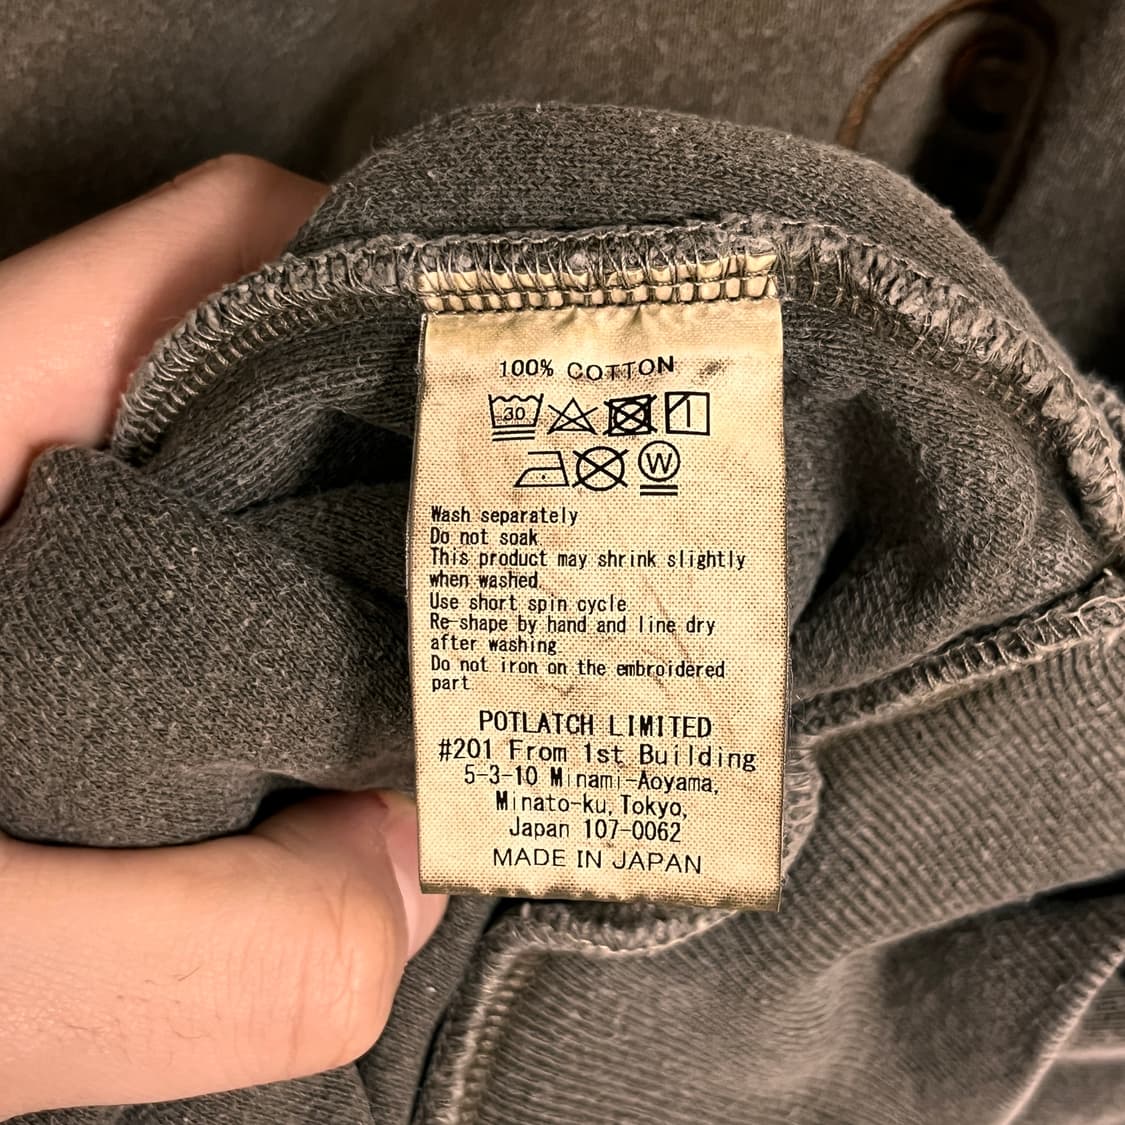 100% COTTON
30
W
Wash separately
Do not soak
This product may shrink slightly
when washed
Use short spin cycle
Re-shape by hand and line dry
after washing
Do not iron on the embroidered
part
POTLATCH LIMITED
#201 From 1st Building
5-3-10 Minami-Aoyama,
Minato-ku,Tokyo,
Japan 107-0062
MADE IN JAPAN